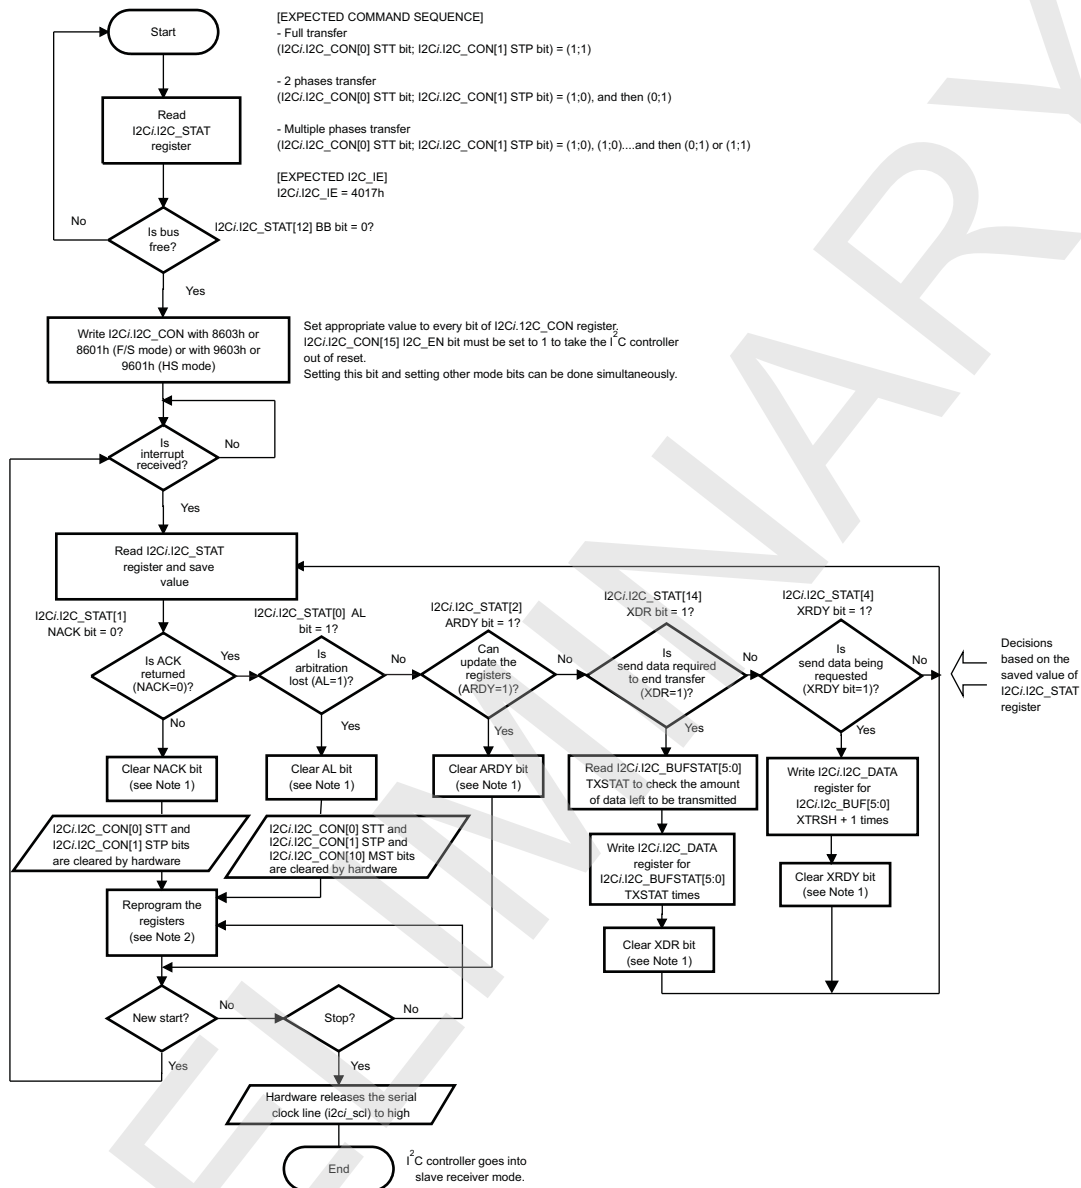 Start
[EXPECTED COMMAND SEQUENCE]
- Full transfer
(I2Ci.I2C_CON[0] STT bit; I2Ci.I2C_CON[1] STP bit) = (1;1)
- 2 phases transfer
(I2Ci.I2C_CON[0] STT bit; I2Ci.I2C_CON[1] STP bit) = (1;0), and then (0;1)
- Multiple phases transfer
(I2Ci.I2C_CON[0] STT bit; I2Ci.I2C_CON[1] STP bit) = (1;0), (1;0)....and then (0;1) or (1;1)
[EXPECTED I2C_IE]
I2Ci.I2C_IE = 4017h
Read
I2Ci.I2C_STAT
register
No
Is bus
free?
I2Ci.I2C_STAT[12] BB bit = 0?
Yes
Write I2Ci.I2C_CON with 8603h or
8601h (F/S mode) or with 9603h or
9601h (HS mode)
Set appropriate value to every bit of I2Ci.12C_CON register.
I2Ci.I2C_CON[15] I2C_EN bit must be set to 1 to take the I2C controller
out of reset.
Setting this bit and setting other mode bits can be done simultaneously.
Is
interrupt
received?
No
Yes
Read I2Ci.I2C_STAT
register and save
value
I2Ci.I2C_STAT[1]
NACK bit = 0?
I2Ci.I2C_STAT[0] AL
bit = 1?
I2Ci.I2C_STAT[2]
ARDY bit = 1?
I2Ci.I2C_STAT[14]
XDR bit = 1?
I2Ci.I2C_STAT[4]
XRDY bit = 1?
Is ACK
returned
(NACK=0)?
Yes
No
Is
arbitration
lost (AL=1)?
No
Yes
Can
update the
registers
(ARDY=1)?
No
Yes
Is
send data required
to end transfer
(XDR=1)?
No
Yes
Is
send data being
requested
(XRDY bit=1)?
No
Yes
Decisions
based on the
saved value of
I2Ci.I2C_STAT
register
Clear NACK bit
(see Note 1)
Clear AL bit
(see Note 1)
Clear ARDY bit
(see Note 1)
Read I2Ci.I2C_BUFSTAT[5:0]
TXSTAT to check the amount
of data left to be transmitted
Write I2Ci.I2C_DATA
register for
I2Ci.I2c_BUF[5:0]
XTRSH + 1 times
I2Ci.I2C_CON[0] STT and
I2Ci.I2C_CON[1] STP bits
are cleared by hardware
I2Ci.I2C_CON[0] STT and
I2Ci.I2C_CON[1] STP and
I2Ci.I2C_CON[10] MST bits
are cleared by hardware
Write I2Ci.I2C_DATA
register for
I2Ci.I2C_BUFSTAT[5:0]
TXSTAT times
Clear XRDY bit
(see Note 1)
Reprogram the
registers
(see Note 2)
Clear XDR bit
(see Note 1)
New start?
No
Yes
Stop?
No
Yes
Hardware releases the serial
clock line (i2ci_scl) to high
End
I2C controller goes into
slave receiver mode.
ELIMINARY